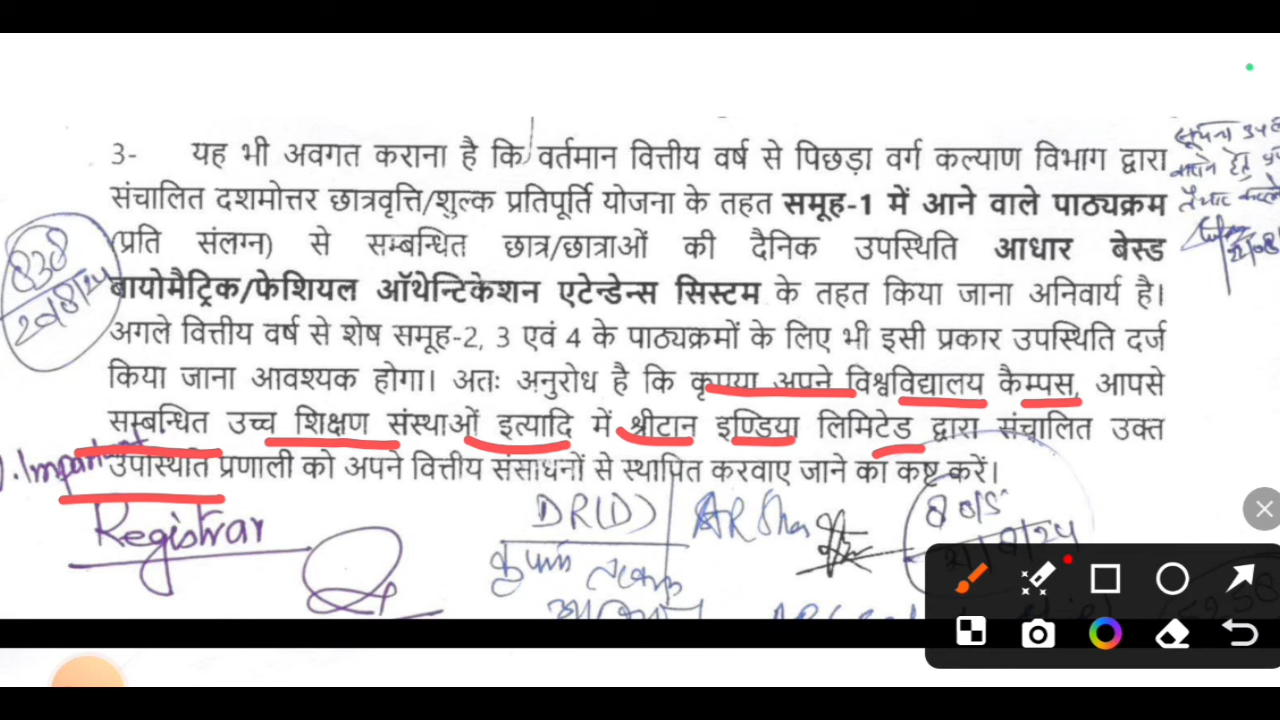 3- यह भी अवगत कराना है कि वर्तमान वित्तीय वर्ष से पिछड़ा वर्ग कल्याण विभाग द्वारा
संचालित दशमोत्तर छात्रवृत्ति/शुल्क प्रतिपूर्ति योजना के तहत समूह-1 में आने वाले पाठ्यक्रम
(प्रति संलग्न) से सम्बन्धित छात्र/छात्राओं की दैनिक उपस्थिति आधार बेस्ड
बायोमैट्रिक/फेशियल ऑथेन्टिकेशन एटेन्डेन्स सिस्टम के तहत किया जाना अनिवार्य है।
अगले वित्तीय वर्ष से शेष समूह-2, 3 एवं 4 के पाठ्यक्रमों के लिए भी इसी प्रकार उपस्थिति दर्ज
किया जाना आवश्यक होगा। अतः अनुरोध है कि कृपया अपने विश्वविद्यालय कैम्पस, आपसे
सम्बन्धित उच्च शिक्षण संस्थाओं इत्यादि में श्रीटान इण्डिया लिमिटेड द्वारा संचालित उक्त
उपस्थिति प्रणाली को अपने वित्तीय संसाधनों से स्थापित करवाए जाने का कष्ट करें।
838
Important
Registrar
DR(D)